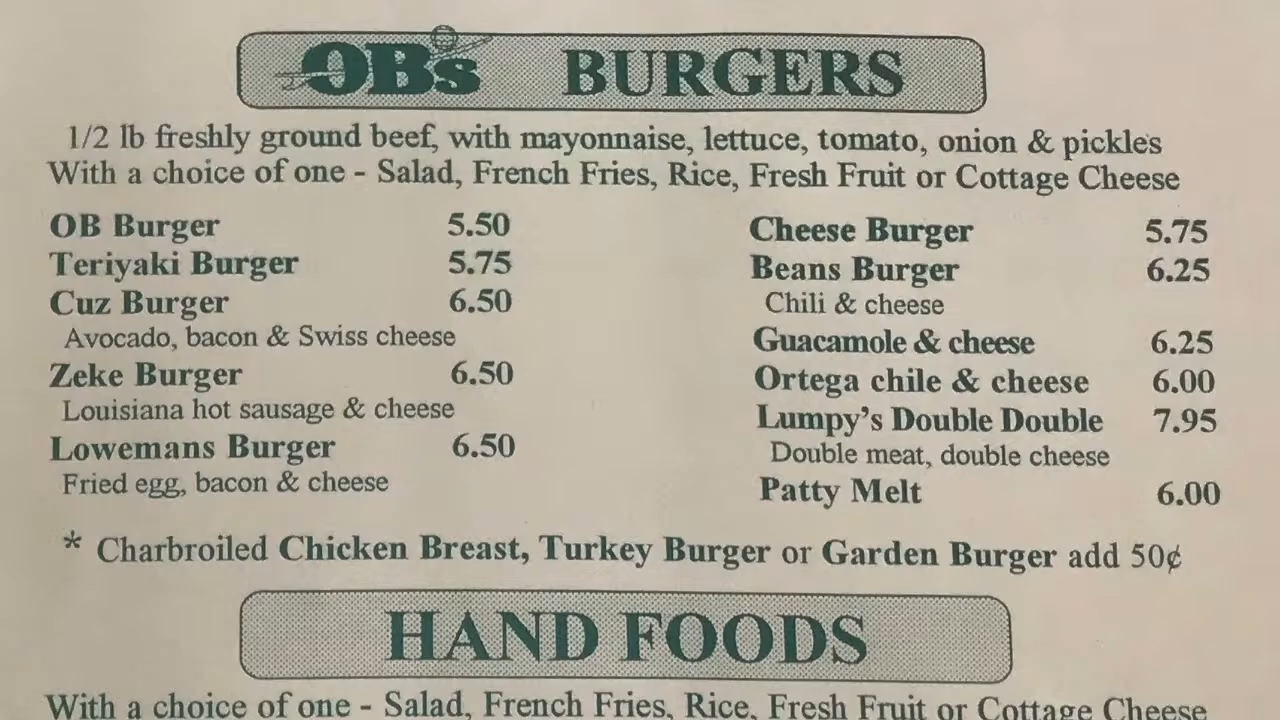 OBs BURGERS
1/2 lb freshly ground beef, with mayonnaise, lettuce, tomato, onion & pickles
With a choice of one - Salad, French Fries, Rice, Fresh Fruit or Cottage Cheese
OB Burger 5.50
Teriyaki Burger 5.75
Cuz Burger 6.50
Avocado, bacon & Swiss cheese
Zeke Burger 6.50
Louisiana hot sausage & cheese
Lowemans Burger 6.50
Fried egg, bacon & cheese
Cheese Burger 5.75
Beans Burger 6.25
Chili & cheese
Guacamole & cheese 6.25
Ortega chile & cheese 6.00
Lumpy's Double Double 7.95
Double meat, double cheese
Patty Melt 6.00
* Charbroiled Chicken Breast, Turkey Burger or Garden Burger add 50¢
HAND FOODS
With a choice of one - Salad, French Fries, Rice, Fresh Fruit or Cottage Cheese